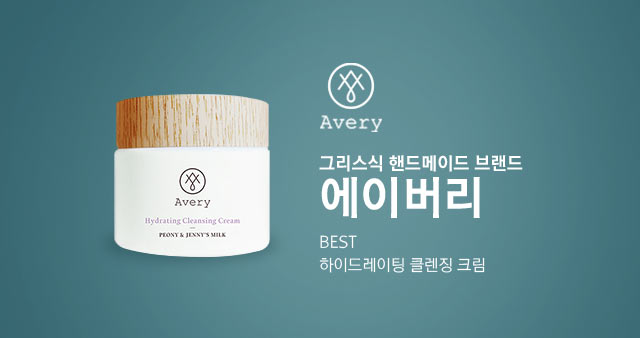 Avery
Hydrating Cleansing Cream
PEONY & JENNY'S MILK
Avery
그리스식 핸드메이드 브랜드
에이버리
BEST
하이드레이팅 클렌징 크림